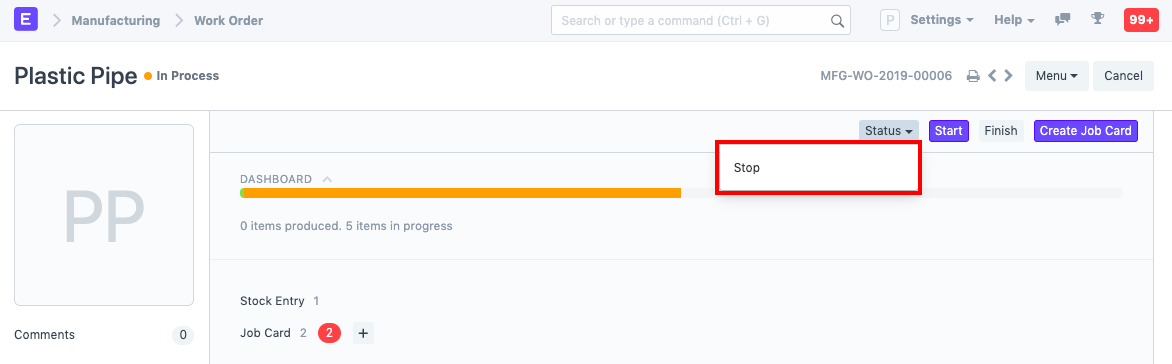 E Manufacturing Work Order Search or type a command (Ctrl + G) P Settings Help 99+
Plastic Pipe In Process MFG-WO-2019-00006 Menu Cancel
Status Start Finish Create Job Card
Stop
PP
DASHBOARD
0 items produced. 5 items in progress
Stock Entry 1
Job Card 2 2 +
Comments 0